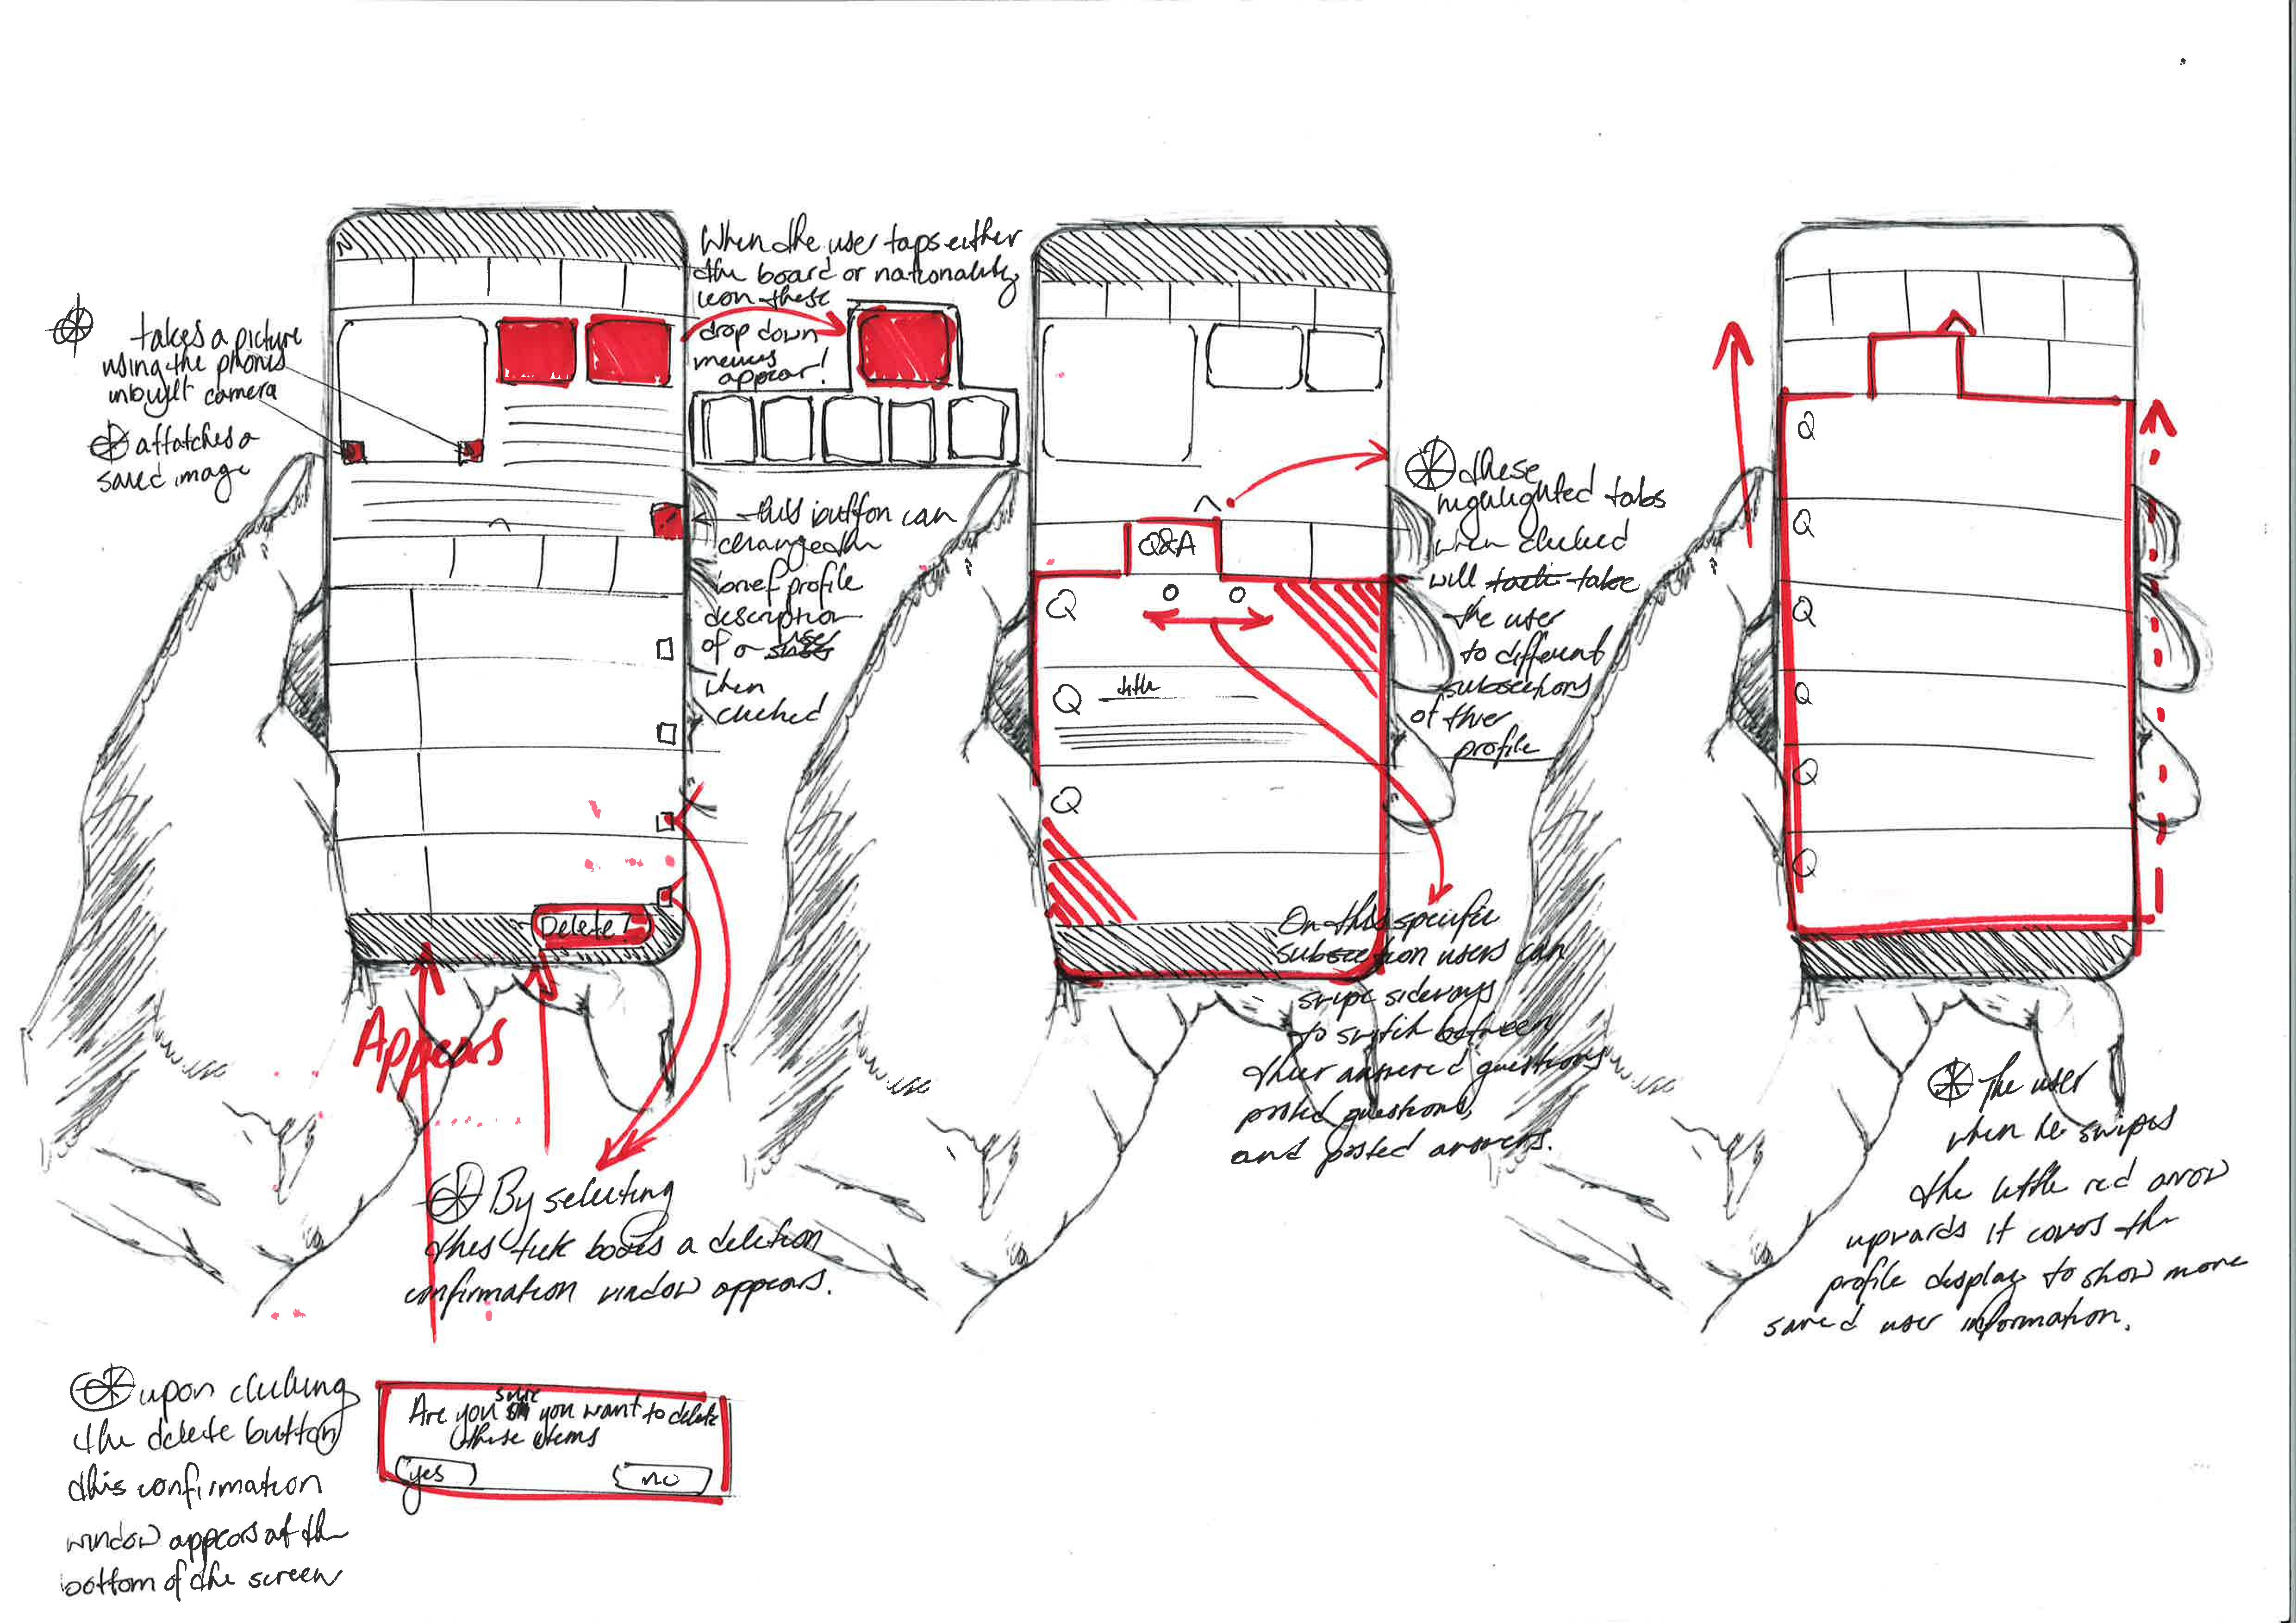 When the user taps either
the board or nationality
icon these
drop down
menues
appear!
takes a picture
using the phones
inbuilt camera
attatches a
saved image
this button can
change the
brief profile
description
of a user
when
clicked
Delete?
Appears
By selecting
this tick boxes a deletion
confirmation window appears.
upon clicking
the delete button
this confirmation
window appears at the
bottom of the screen
Are you sure you want to delete
these items
yes
no
Q&A
Q
Q title
Q
these
highlighted tabs
when clicked
will take
the user
to different
subsections
of thier
profile
On this specific
subsection users can
swipe sideways
to switch between
thier answered questions
posted questions,
and posted answers.
Q
Q
Q
Q
Q
Q
The user
when he swipes
the little red arrow
upwards it covers the
profile display to show more
saved user information.